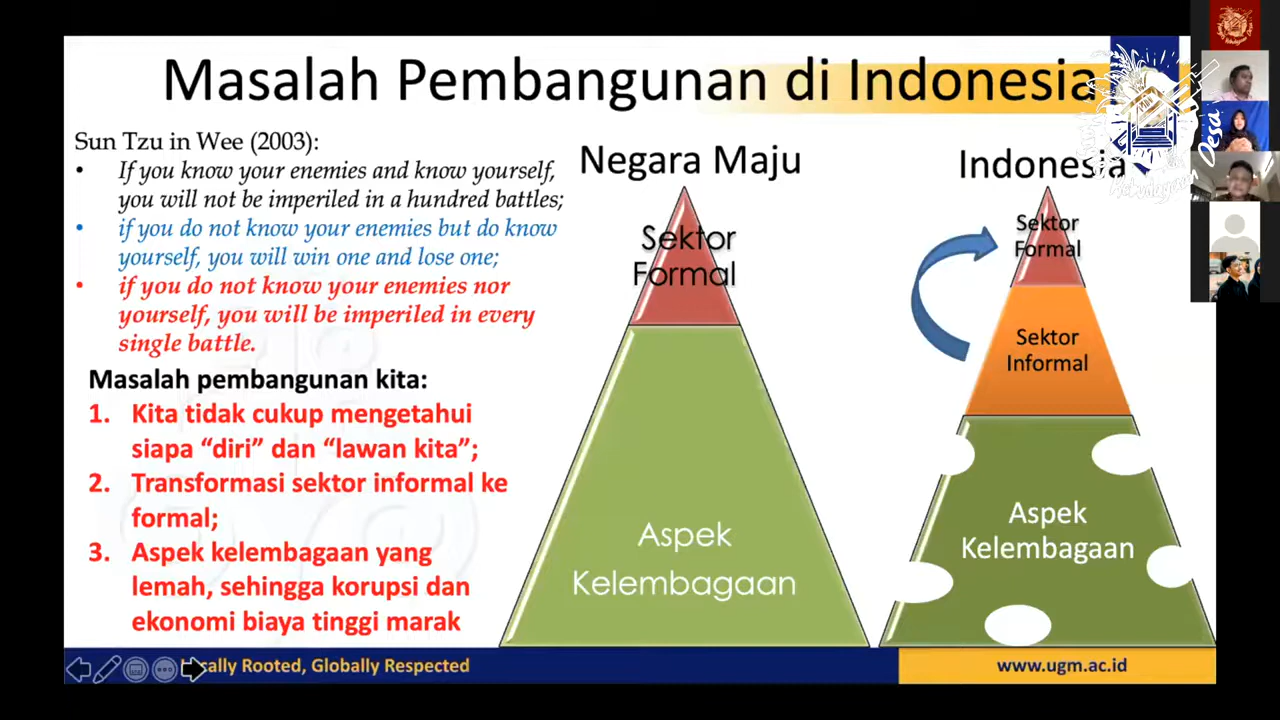 Masalah Pembangunan di Indonesia
Sun Tzu in Wee (2003):
• If you know your enemies and know yourself,
you will not be imperiled in a hundred battles;
• if you do not know your enemies but do know
yourself, you will win one and lose one;
• if you do not know your enemies nor
yourself, you will be imperiled in every
single battle.
Masalah pembangunan kita:
1. Kita tidak cukup mengetahui
siapa “diri” dan “lawan kita”;
2. Transformasi sektor informal ke
formal;
3. Aspek kelembagaan yang
lemah, sehingga korupsi dan
ekonomi biaya tinggi marak
Negara Maju
Sektor
Formal
Aspek
Kelembagaan
Indonesia
Sektor
Formal
Sektor
Informal
Aspek
Kelembagaan
Desa
Rooted, Globally Respected
www.ugm.ac.id